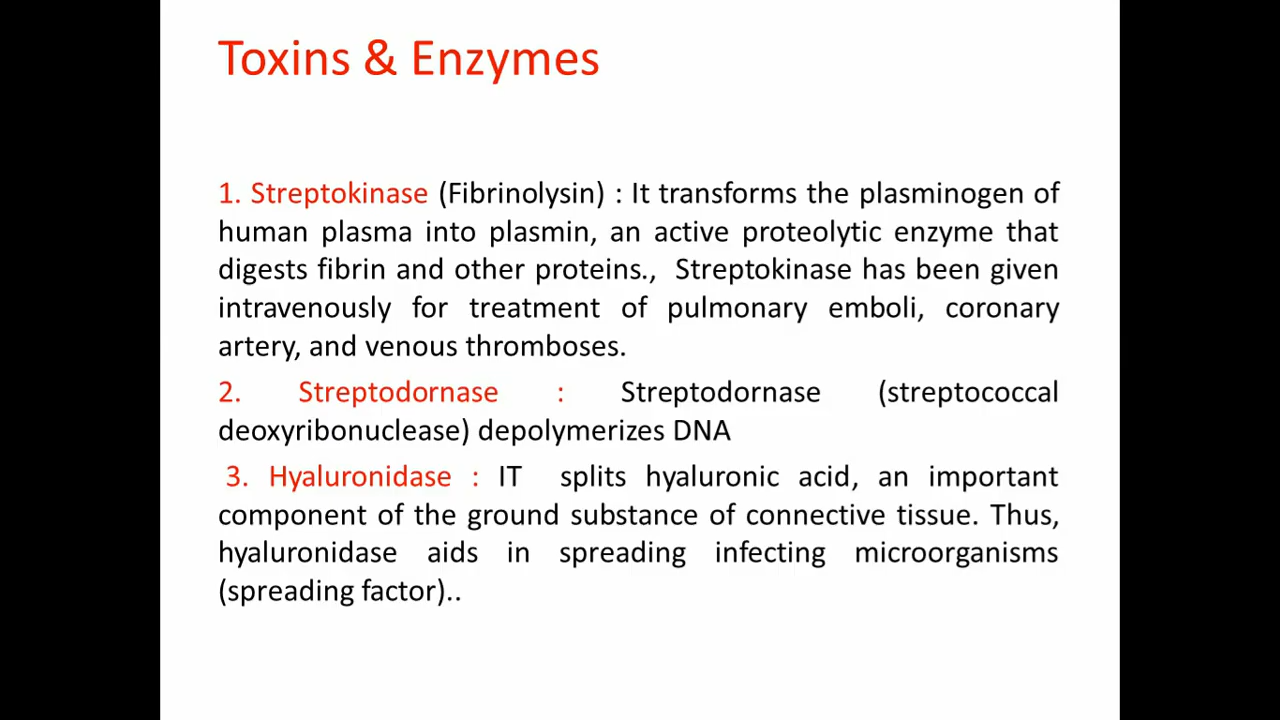 Toxins & Enzymes
1. Streptokinase (Fibrinolysin) : It transforms the plasminogen of
human plasma into plasmin, an active proteolytic enzyme that
digests fibrin and other proteins., Streptokinase has been given
intravenously for treatment of pulmonary emboli, coronary
artery, and venous thromboses.
2. Streptodornase : Streptodornase (streptococcal
deoxyribonuclease) depolymerizes DNA
3. Hyaluronidase : IT splits hyaluronic acid, an important
component of the ground substance of connective tissue. Thus,
hyaluronidase aids in spreading infecting microorganisms
(spreading factor)..